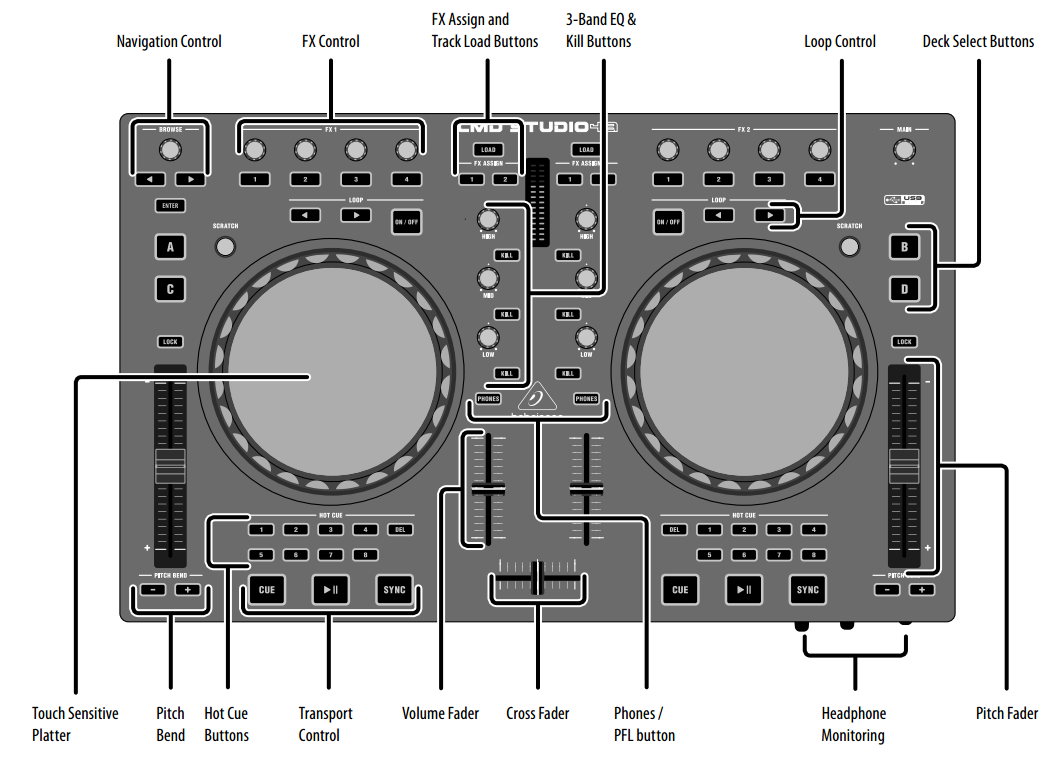 FX Assign and
Track Load Buttons
3-Band EQ &
Kill Buttons
Navigation Control
FX Control
Loop Control
Deck Select Buttons
CMD STUDIO 4a
BROWSE
FX 1
LOAD
LOAD
FX 2
MAIN
FX ASSIGN
FX ASSIGN
◄ ►
1 2 3 4
1 2
1
1 2 3 4
ENTER
LOOP
LOOP
USB
◄ ►
ON / OFF
ON / OFF
◄ ►
SCRATCH
HIGH
HIGH
SCRATCH
A
B
KILL
KILL
C
D
MID
KILL
KILL
LOCK
LOCK
LOW
LOW
KILL
KILL
-
-
PHONES
PHONES
HOT CUE
HOT CUE
1 2 3 4 DEL
DEL 1 2 3 4
+
+
5 6 7 8
5 6 7 8
PITCH BEND
- +
CUE ►II SYNC
CUE ►II SYNC
- +
Touch Sensitive
Platter
Pitch
Bend
Hot Cue
Buttons
Transport
Control
Volume Fader
Cross Fader
Phones /
PFL button
Headphone
Monitoring
Pitch Fader